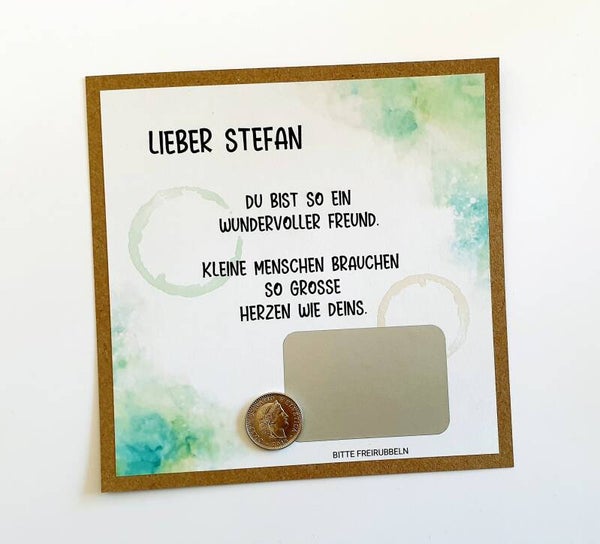 LIEBER STEFAN
DU BIST SO EIN
WUNDERVOLLER FREUND.
KLEINE MENSCHEN BRAUCHEN
SO GROSSE
HERZEN WIE DEINS.
BITTE FREIRUBBELN